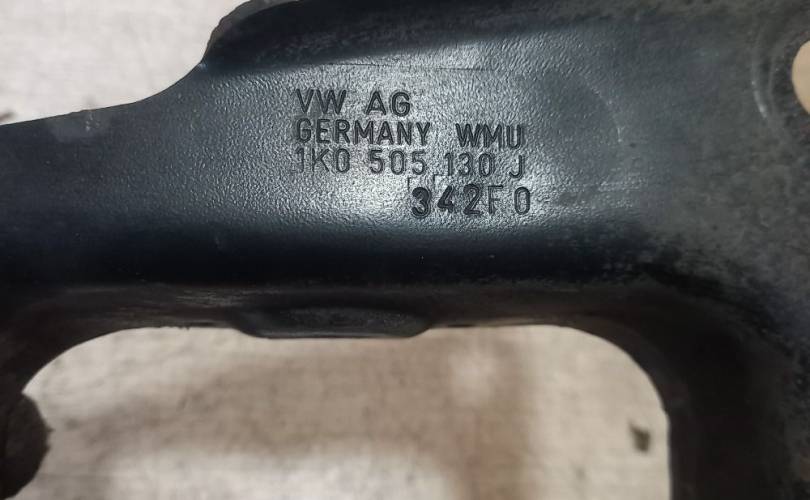 VW AG
GERMANY WMU
1K0 505 130 J
342F0